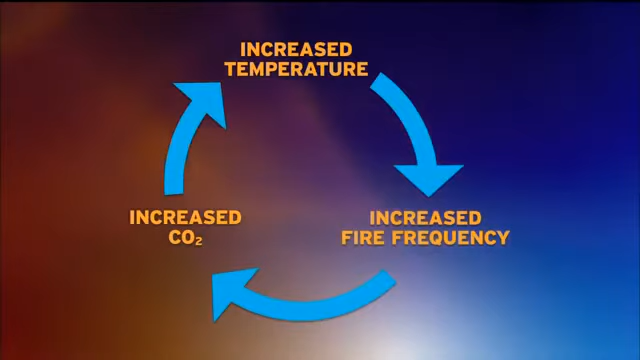 INCREASED
TEMPERATURE
INCREASED
CO₂
INCREASED
FIRE FREQUENCY